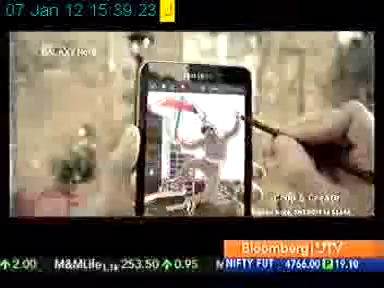 07 Jan 12 15:39.23 J
GALAXY Note
SAMSUNG
Crop & Create
Bloomberg|UTV
2.00 M&MLife 253.50 0.95 NIFTY FUT 4766.00 P 19.10